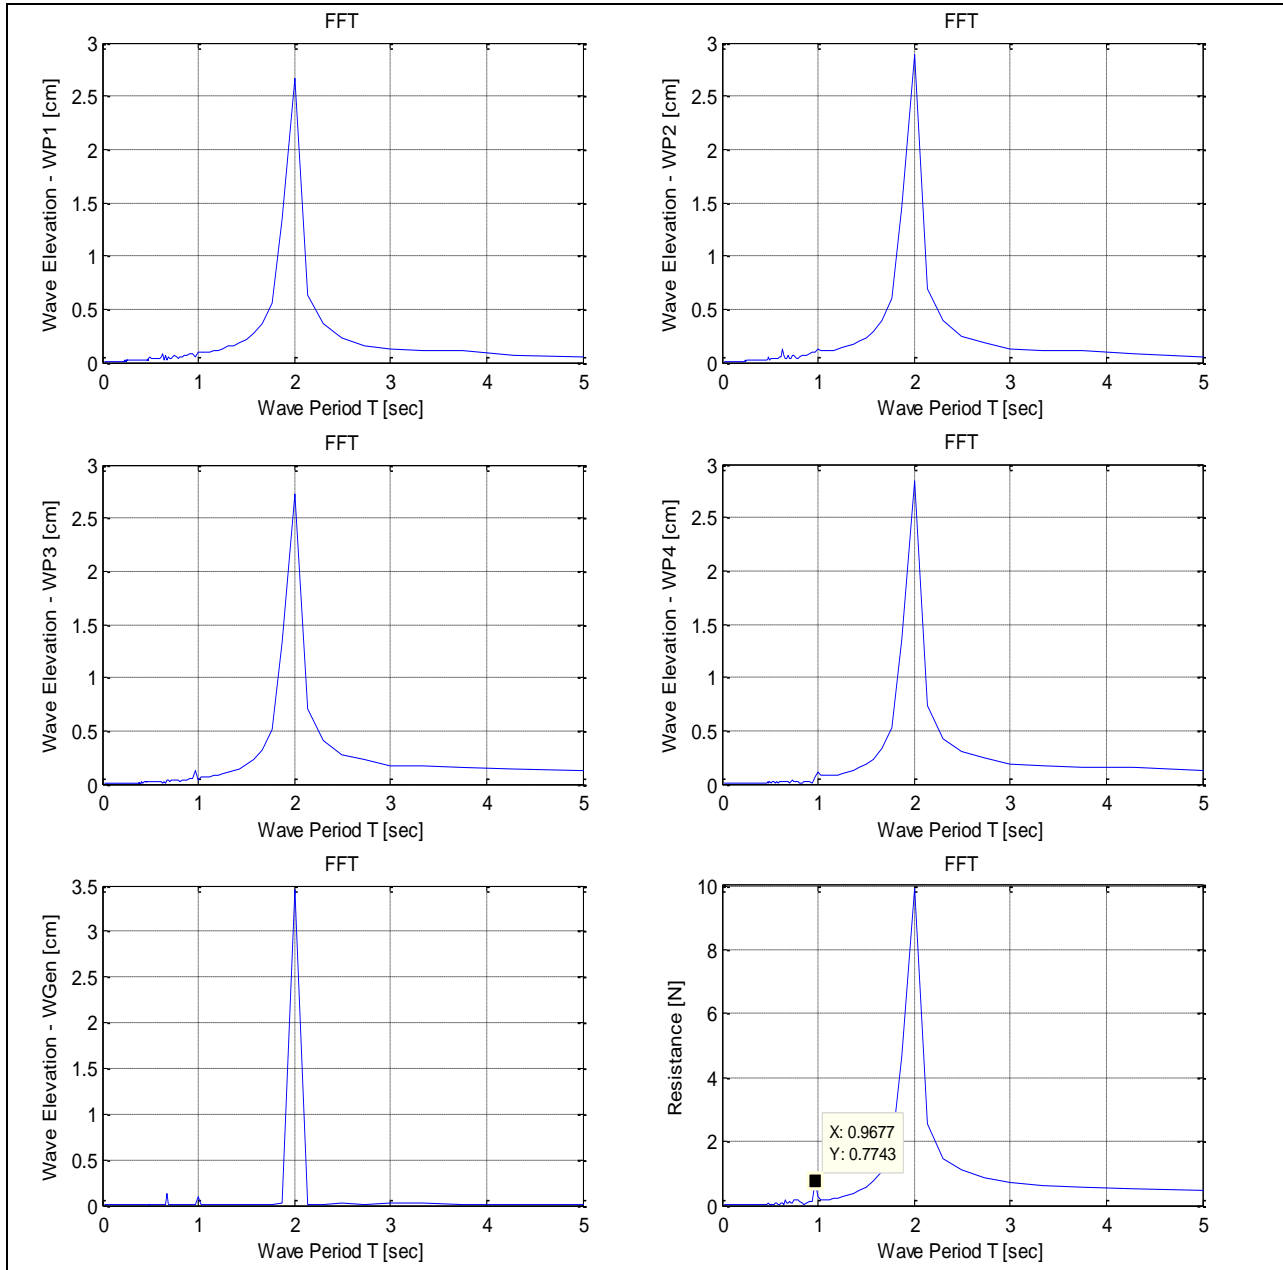 FFT
Wave Elevation - WP1 [cm]
3
2.5
2
1.5
1
0.5
0
0 1 2 3 4 5
Wave Period T [sec]
FFT
Wave Elevation - WP2 [cm]
3
2.5
2
1.5
1
0.5
0
0 1 2 3 4 5
Wave Period T [sec]
FFT
Wave Elevation - WP3 [cm]
3
2.5
2
1.5
1
0.5
0
0 1 2 3 4 5
Wave Period T [sec]
FFT
Wave Elevation - WP4 [cm]
3
2.5
2
1.5
1
0.5
0
0 1 2 3 4 5
Wave Period T [sec]
FFT
Wave Elevation - WGen [cm]
3.5
3
2.5
2
1.5
1
0.5
0
0 1 2 3 4 5
Wave Period T [sec]
FFT
Resistance [N]
10
8
6
4
2
0
X: 0.9677
Y: 0.7743
0 1 2 3 4 5
Wave Period T [sec]